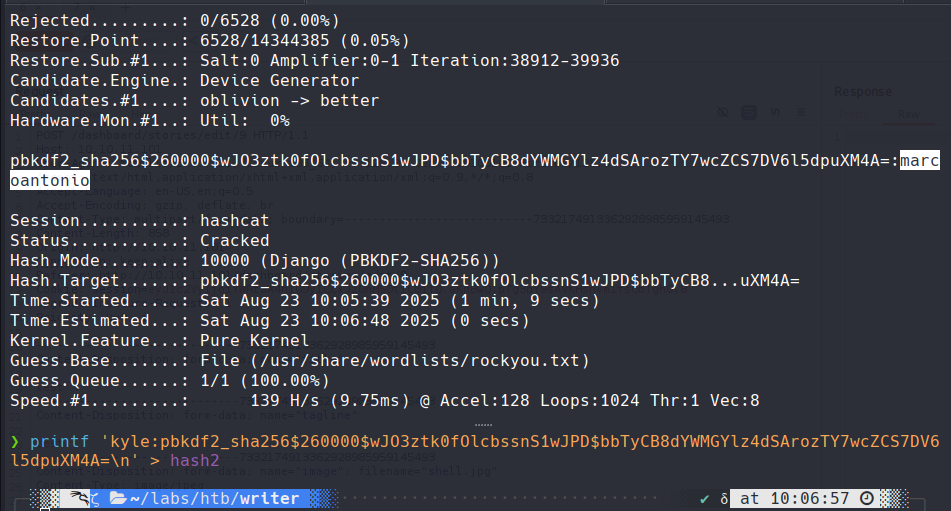 Rejected.........: 0/6528 (0.00%)
Restore.Point....: 6528/14344385 (0.05%)
Restore.Sub.#1...: Salt:0 Amplifier:0-1 Iteration:38912-39936
Candidate.Engine.: Device Generator
Candidates.#1....: oblivion -> better
Hardware.Mon.#1..: Util:  0%
pbkdf2_sha256$260000$wJO3ztk0fOlcbssnS1wJPD$bbTyCB8dYWMGYlz4dSArozTY7wcZCS7DV6l5dpuXM4A=:marc
oantonio
Session..........: hashcat
Status...........: Cracked
Hash.Mode........: 10000 (Django (PBKDF2-SHA256))
Hash.Target......: pbkdf2_sha256$260000$wJO3ztk0fOlcbssnS1wJPD$bbTyCB8...uXM4A=
Time.Started.....: Sat Aug 23 10:05:39 2025 (1 min, 9 secs)
Time.Estimated...: Sat Aug 23 10:06:48 2025 (0 secs)
Kernel.Feature...: Pure Kernel
Guess.Base.......: File (/usr/share/wordlists/rockyou.txt)
Guess.Queue......: 1/1 (100.00%)
Speed.#1.........:      139 H/s (9.75ms) @ Accel:128 Loops:1024 Thr:1 Vec:8
❯ printf 'kyle:pbkdf2_sha256$260000$wJO3ztk0fOlcbssnS1wJPD$bbTyCB8dYWMGYlz4dSArozTY7wcZCS7DV6
l5dpuXM4A=\n' > hash2
~/labs/htb/writer ✔ δ at 10:06:57